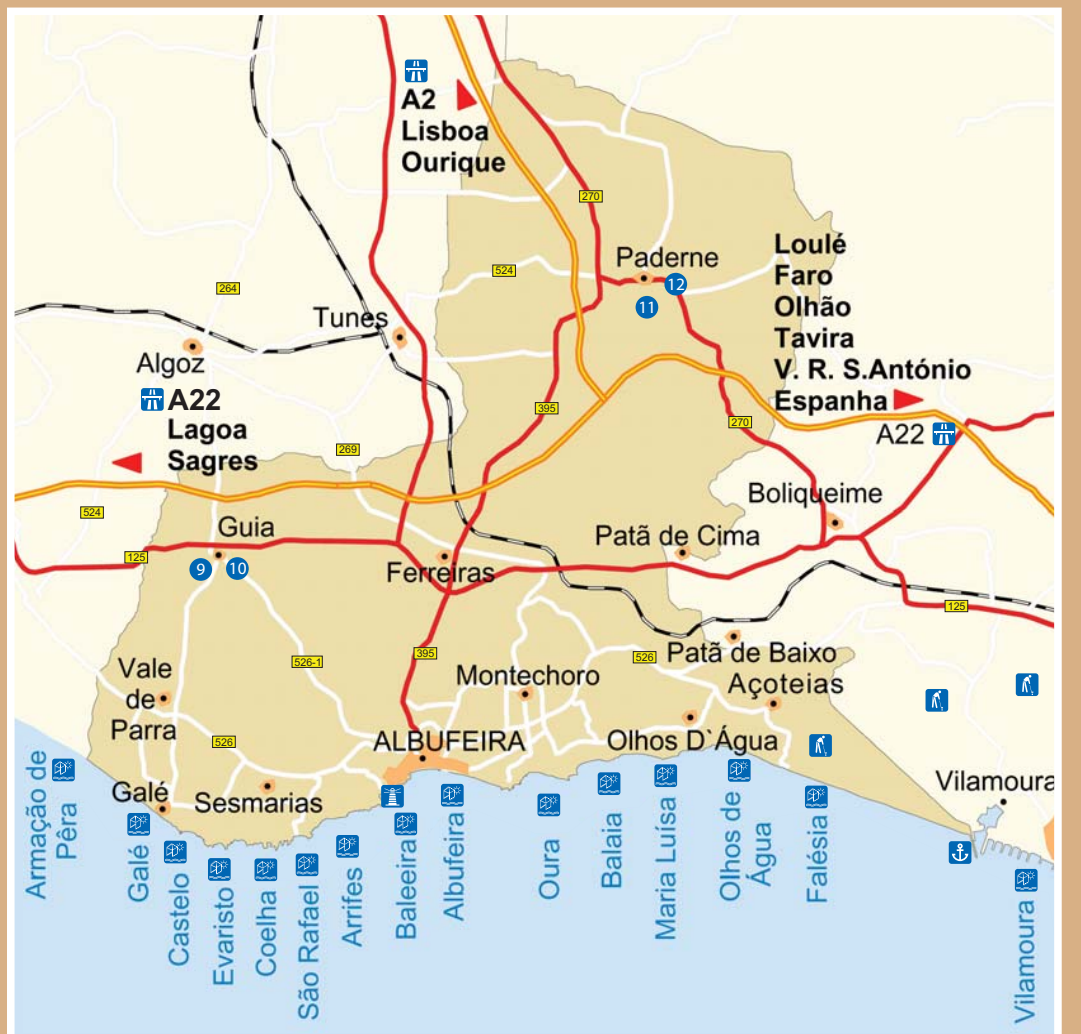 A2
Lisboa
Ourique
270
Paderne
12
11
524
264
Tunes
Algoz
Loulé
Faro
Olhão
Tavira
V. R. S.António
Espanha
A22
A22
Lagoa
Sagres
395
270
269
524
Guia
125
9
10
Ferreiras
Boliqueime
Patã de Cima
125
526-1
395
526
Patã de Baixo
Açoteias
Montechoro
Vale
de
Parra
526
ALBUFEIRA
Olhos D`Água
Galé
Sesmarias
Vilamoura
Armação de
Pêra
Galé
Castelo
Evaristo
Coelha
São Rafael
Arrifes
Baleeira
Albufeira
Oura
Balaia
Maria Luísa
Olhos de
Água
Falésia
Vilamoura